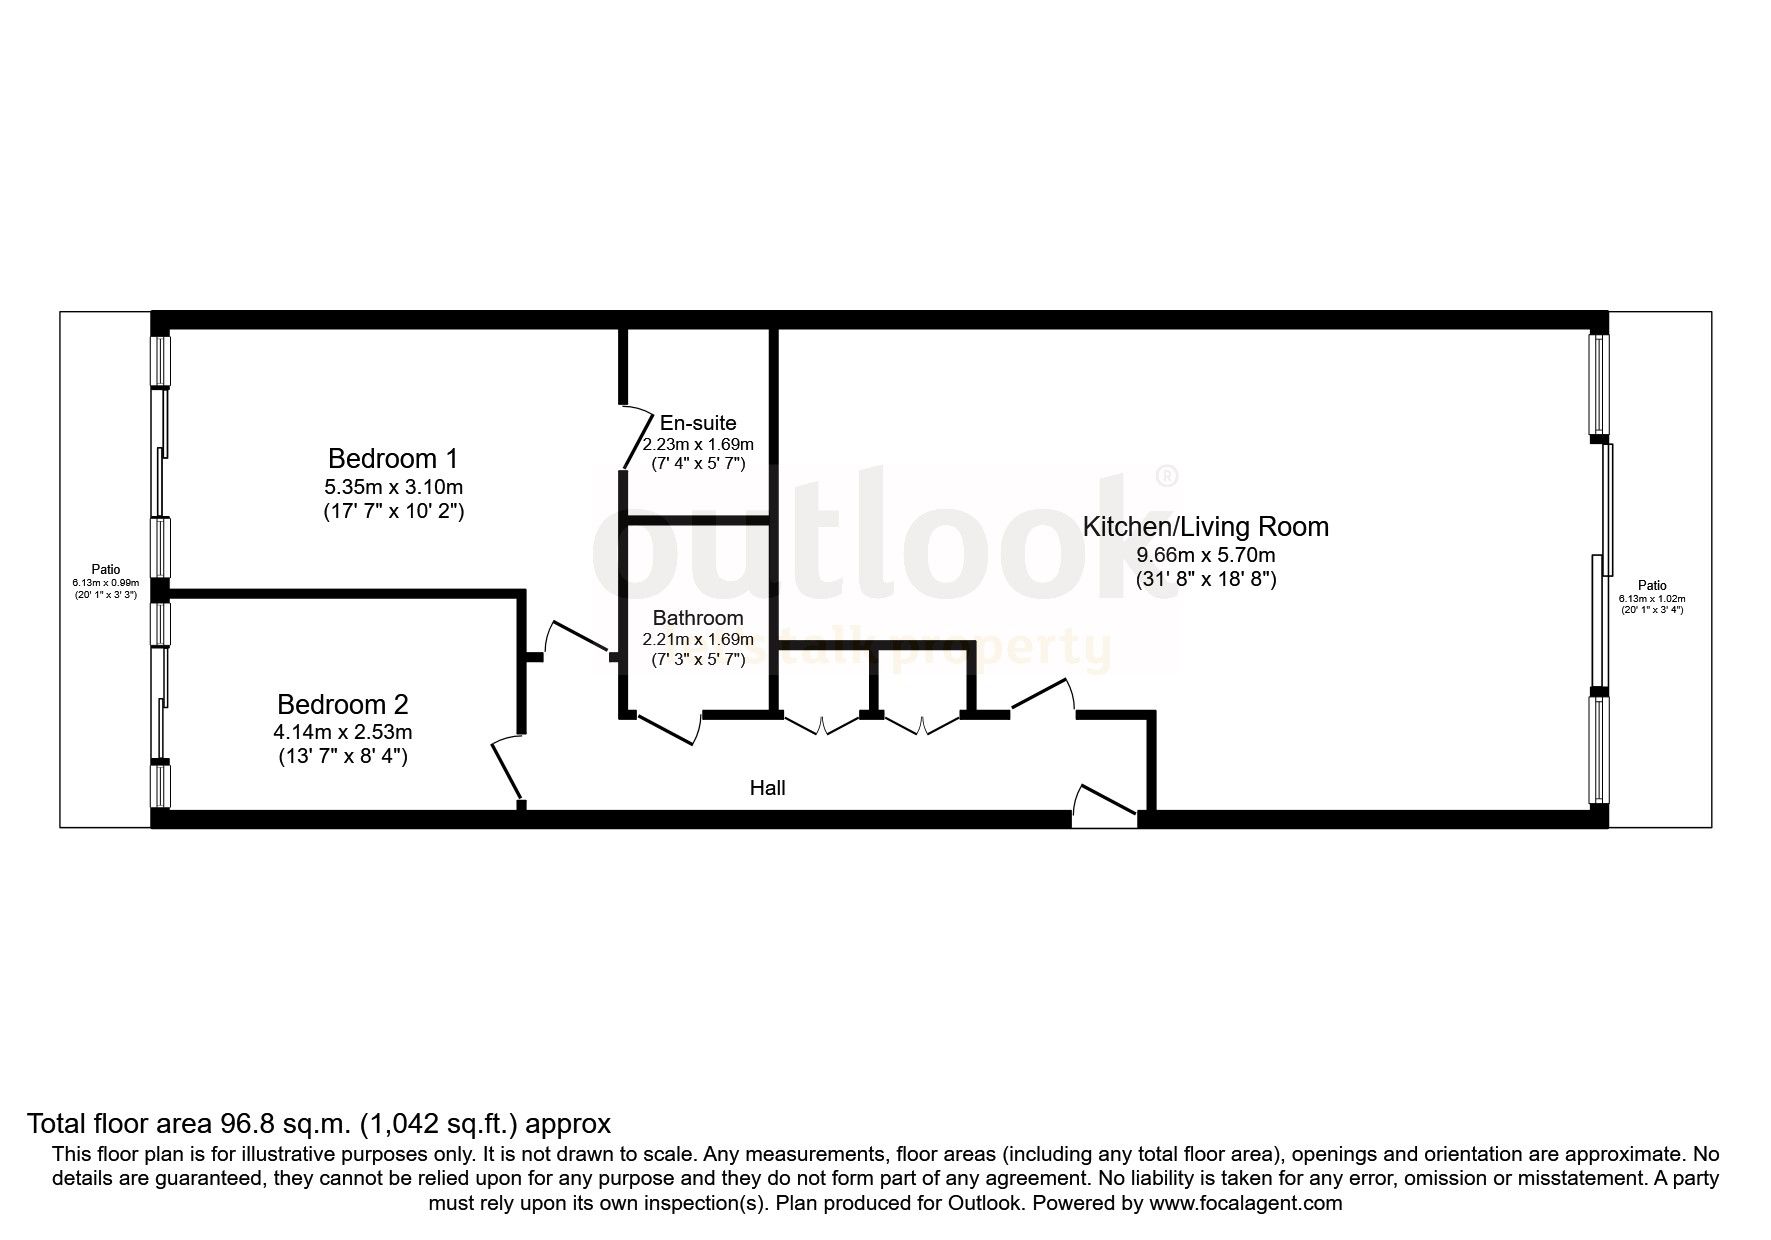 Bedroom 1
5.35m x 3.10m
(17' 7" x 10' 2")
En-suite
2.23m x 1.69m
(7' 4" x 5' 7")
outlook®
let's talk property
Kitchen/Living Room
9.66m x 5.70m
(31' 8" x 18' 8")
Patio
6.13m x 0.99m
(20' 1" x 3' 3")
Patio
6.13m x 1.02m
(20' 1" x 3' 4")
Bathroom
2.21m x 1.69m
(7' 3" x 5' 7")
Bedroom 2
4.14m x 2.53m
(13' 7" x 8' 4")
Hall
Total floor area 96.8 sq.m. (1,042 sq.ft.) approx
This floor plan is for illustrative purposes only. It is not drawn to scale. Any measurements, floor areas (including any total floor area), openings and orientation are approximate. No
details are guaranteed, they cannot be relied upon for any purpose and they do not form part of any agreement. No liability is taken for any error, omission or misstatement. A party
must rely upon its own inspection(s). Plan produced for Outlook. Powered by www.focalagent.com